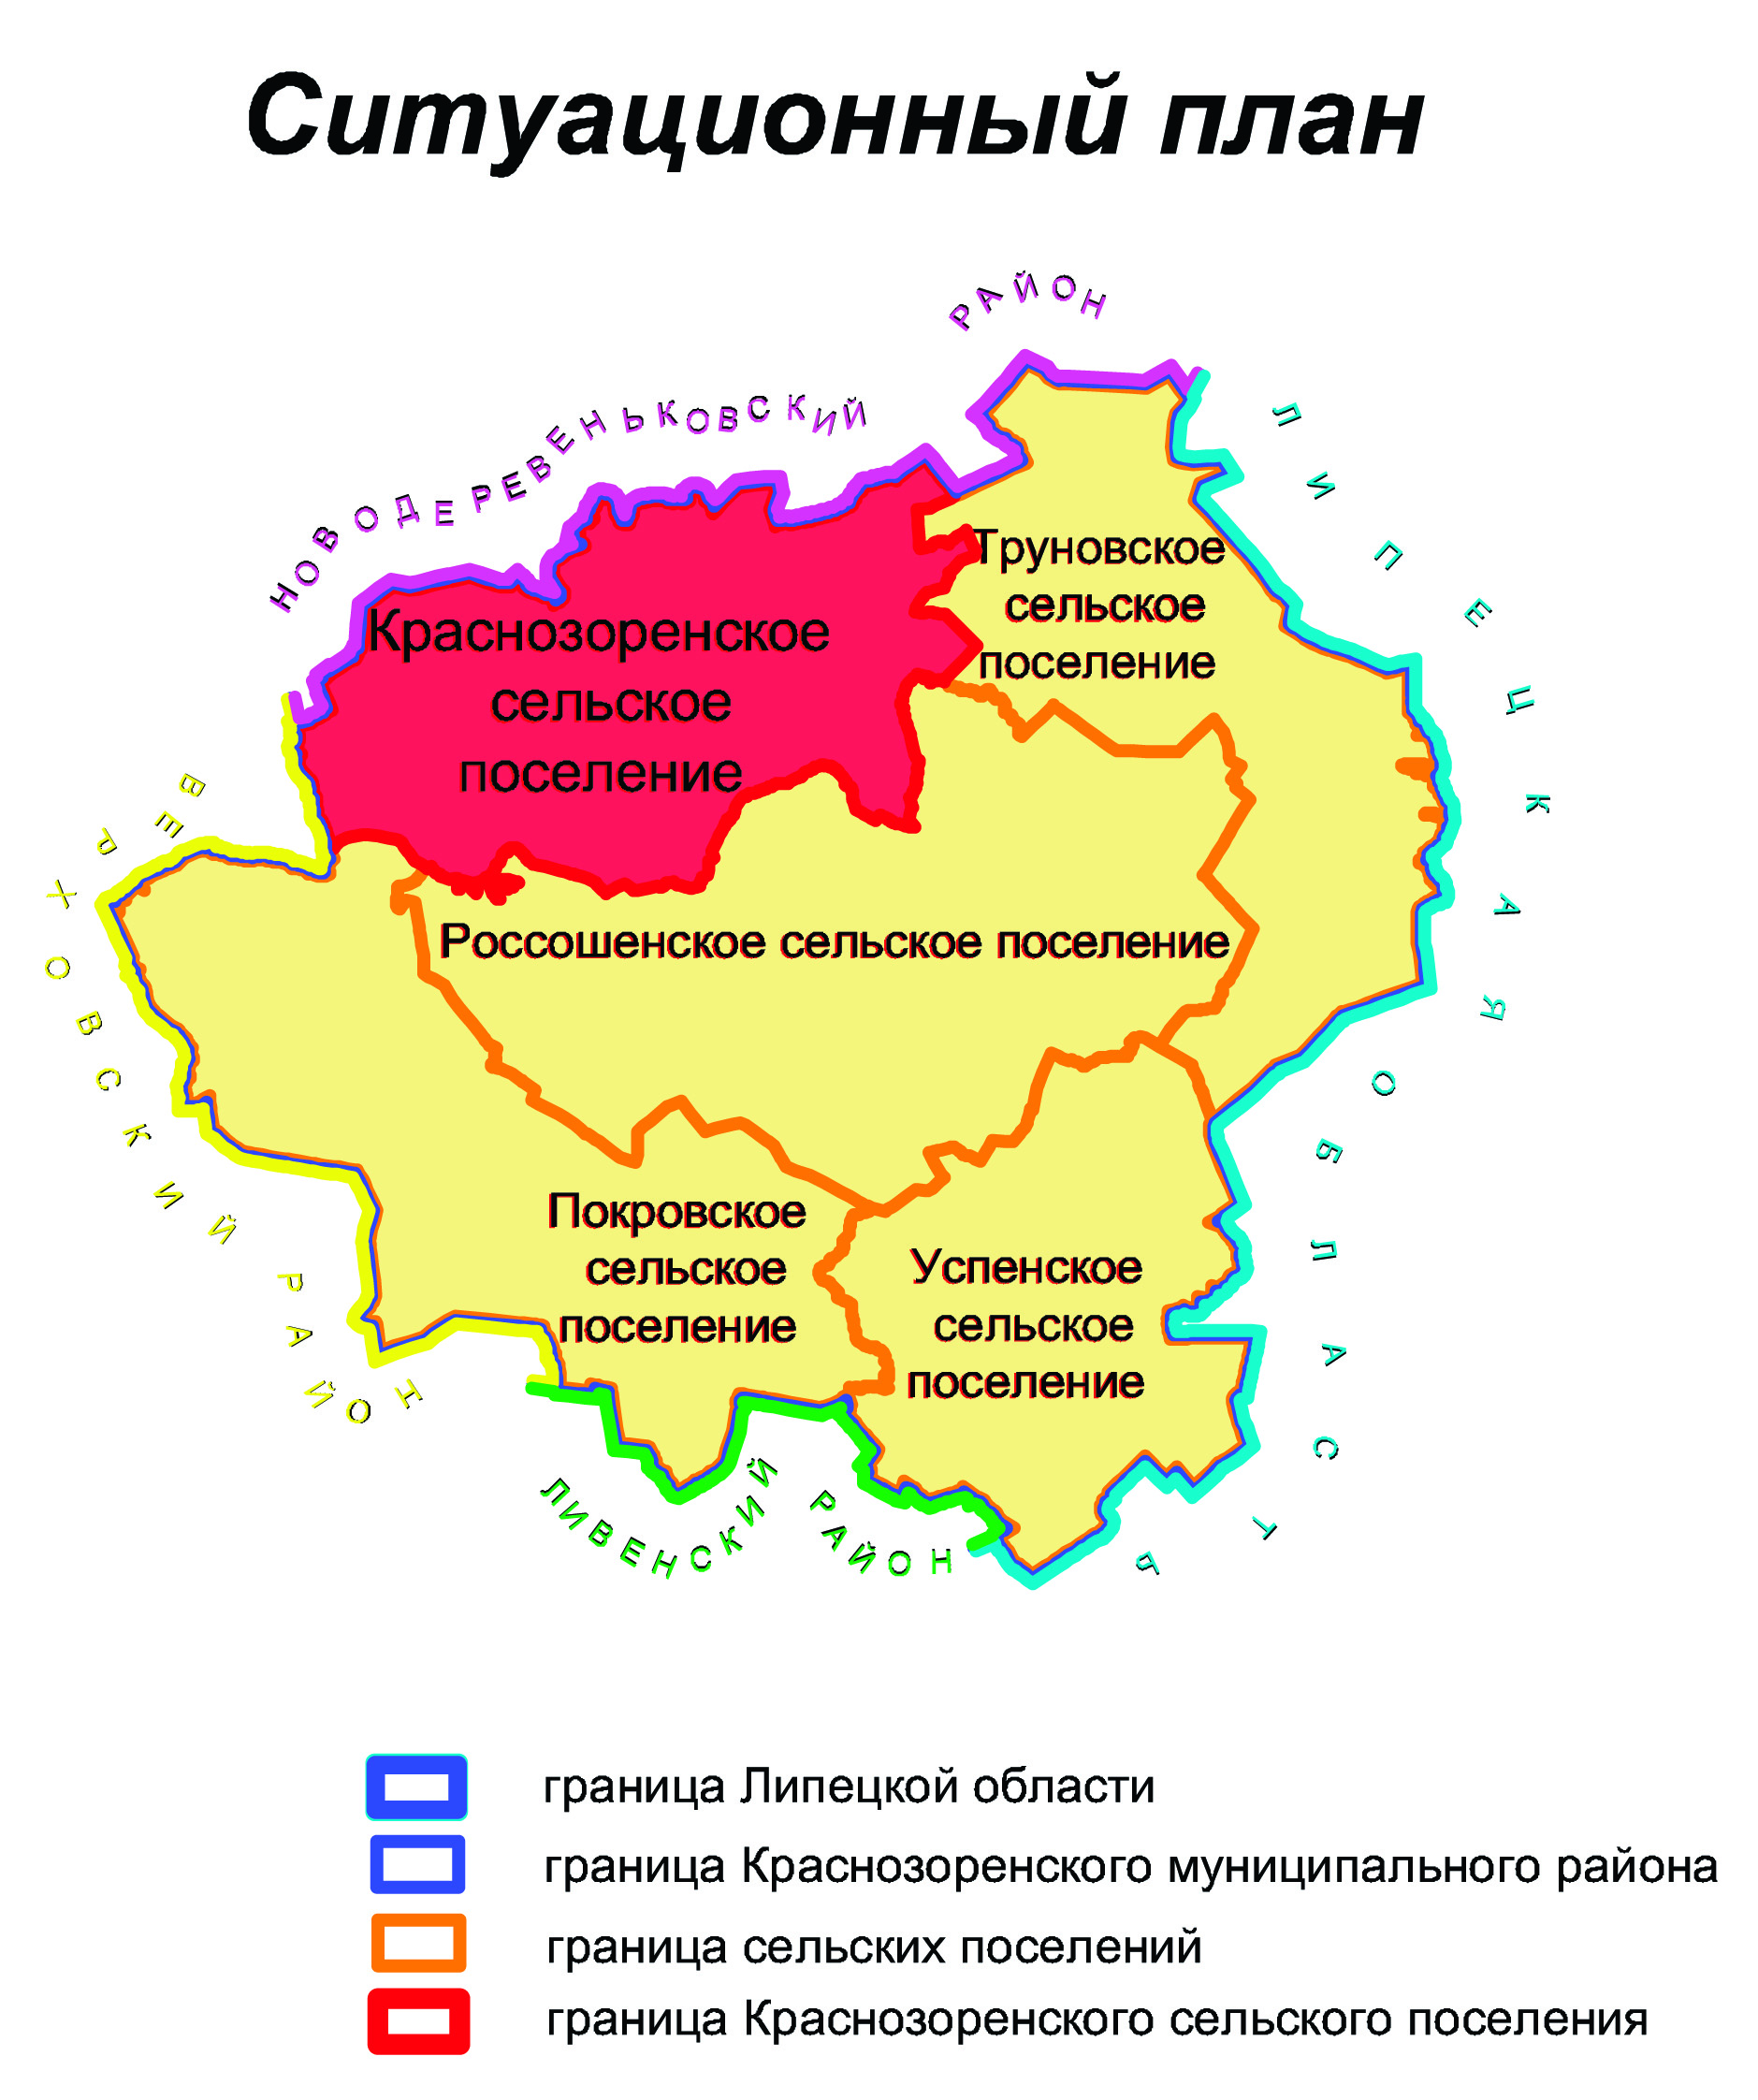 Ситуационный план
НОВОДЕРЕВЕНЬКОВСКИЙ РАЙОН
ЛИПЕЦКАЯ ОБЛАСТЬ
Труновское
сельское
поселение
Краснозоренское
сельское
поселение
ВЕРХОВСКИЙ РАЙОН
Россошенское сельское поселение
Покровское
сельское
поселение
Успенское
сельское
поселение
ЛИВЕНСКИЙ РАЙОН
граница Липецкой области
граница Краснозоренского муниципального района
граница сельских поселений
граница Краснозоренского сельского поселения